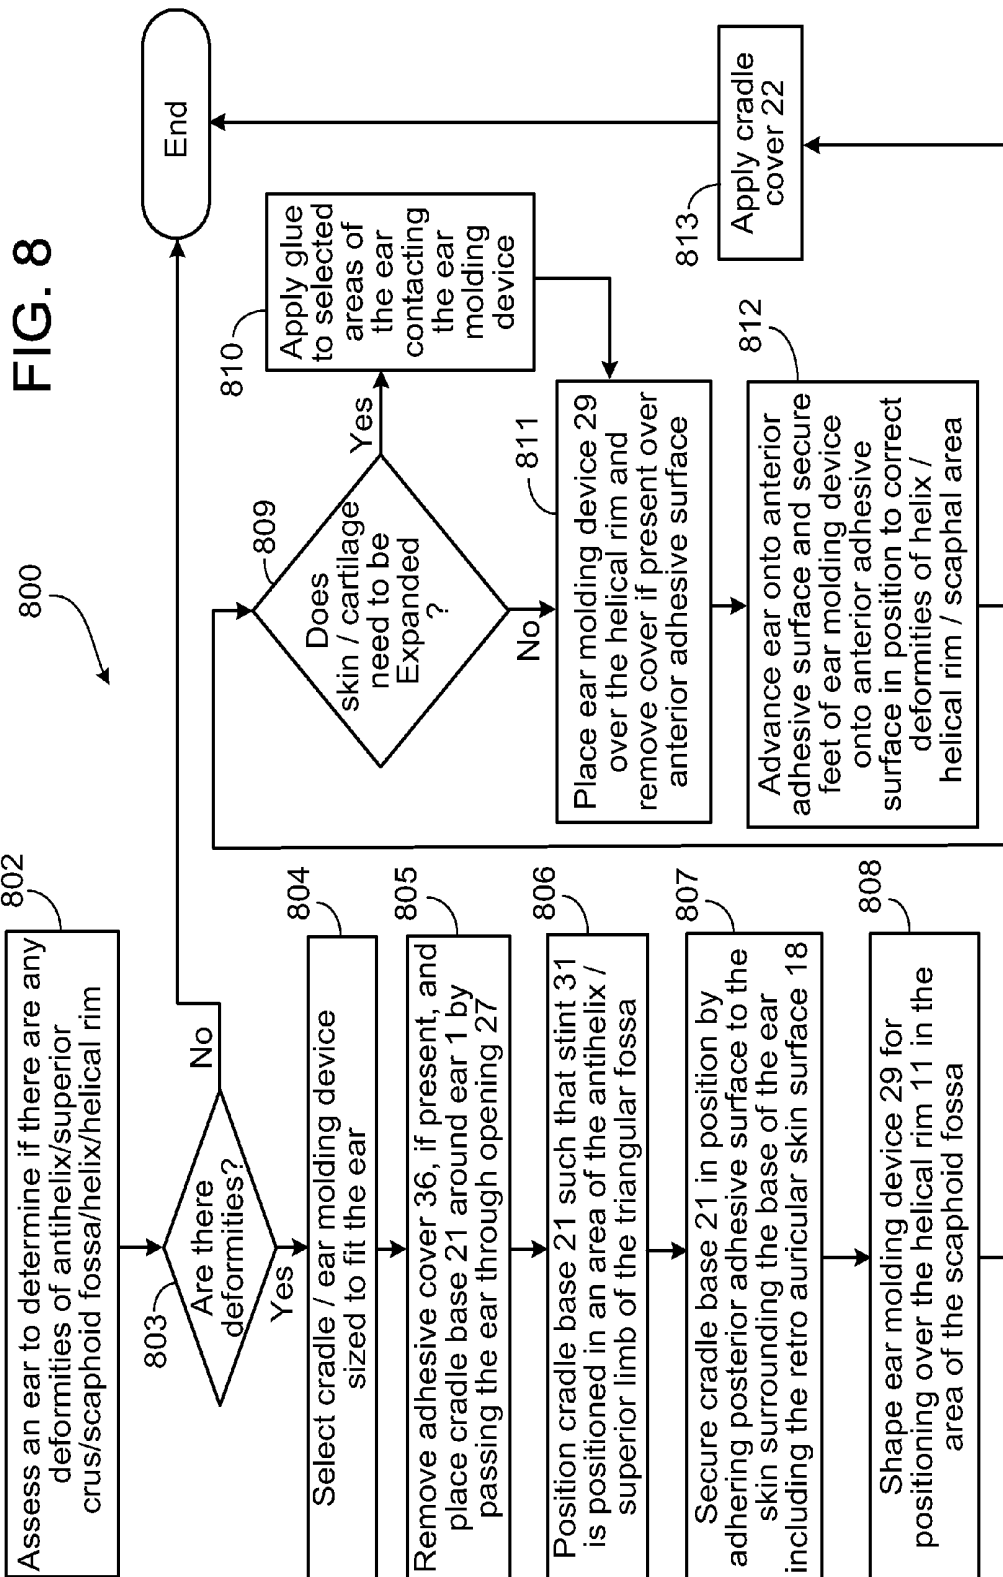 FIG. 8
800
802
Assess an ear to determine if there are any
deformities of antihelix/superior
crus/scaphoid fossa/helix/helical rim
803
Are there
deformities?
No
Yes
End
804
Select cradle / ear molding device
sized to fit the ear
805
Remove adhesive cover 36, if present, and
place cradle base 21 around ear 1 by
passing the ear through opening 27
806
Position cradle base 21 such that stint 31
is positioned in an area of the antihelix /
superior limb of the triangular fossa
807
Secure cradle base 21 in position by
adhering posterior adhesive surface to the
skin surrounding the base of the ear
including the retro auricular skin surface 18
808
Shape ear molding device 29 for
positioning over the helical rim 11 in the
area of the scaphoid fossa
809
Does
skin / cartilage
need to be
Expanded
?
Yes
No
810
Apply glue
to selected
areas of
the ear
contacting
the ear
molding
device
811
Place ear molding device 29
over the helical rim and
remove cover if present over
anterior adhesive surface
812
Advance ear onto anterior
adhesive surface and secure
feet of ear molding device
onto anterior adhesive
surface in position to correct
deformities of helix /
helical rim / scaphal area
813
Apply cradle
cover 22